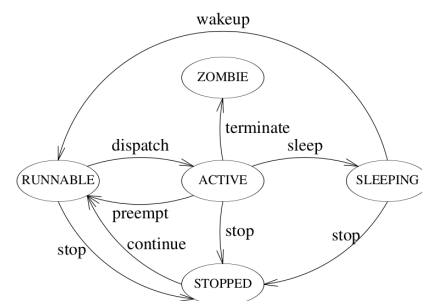 wakeup
ZOMBIE
terminate
dispatch
sleep
RUNNABLE
ACTIVE
SLEEPING
preempt
continue
stop
stop
stop
STOPPED